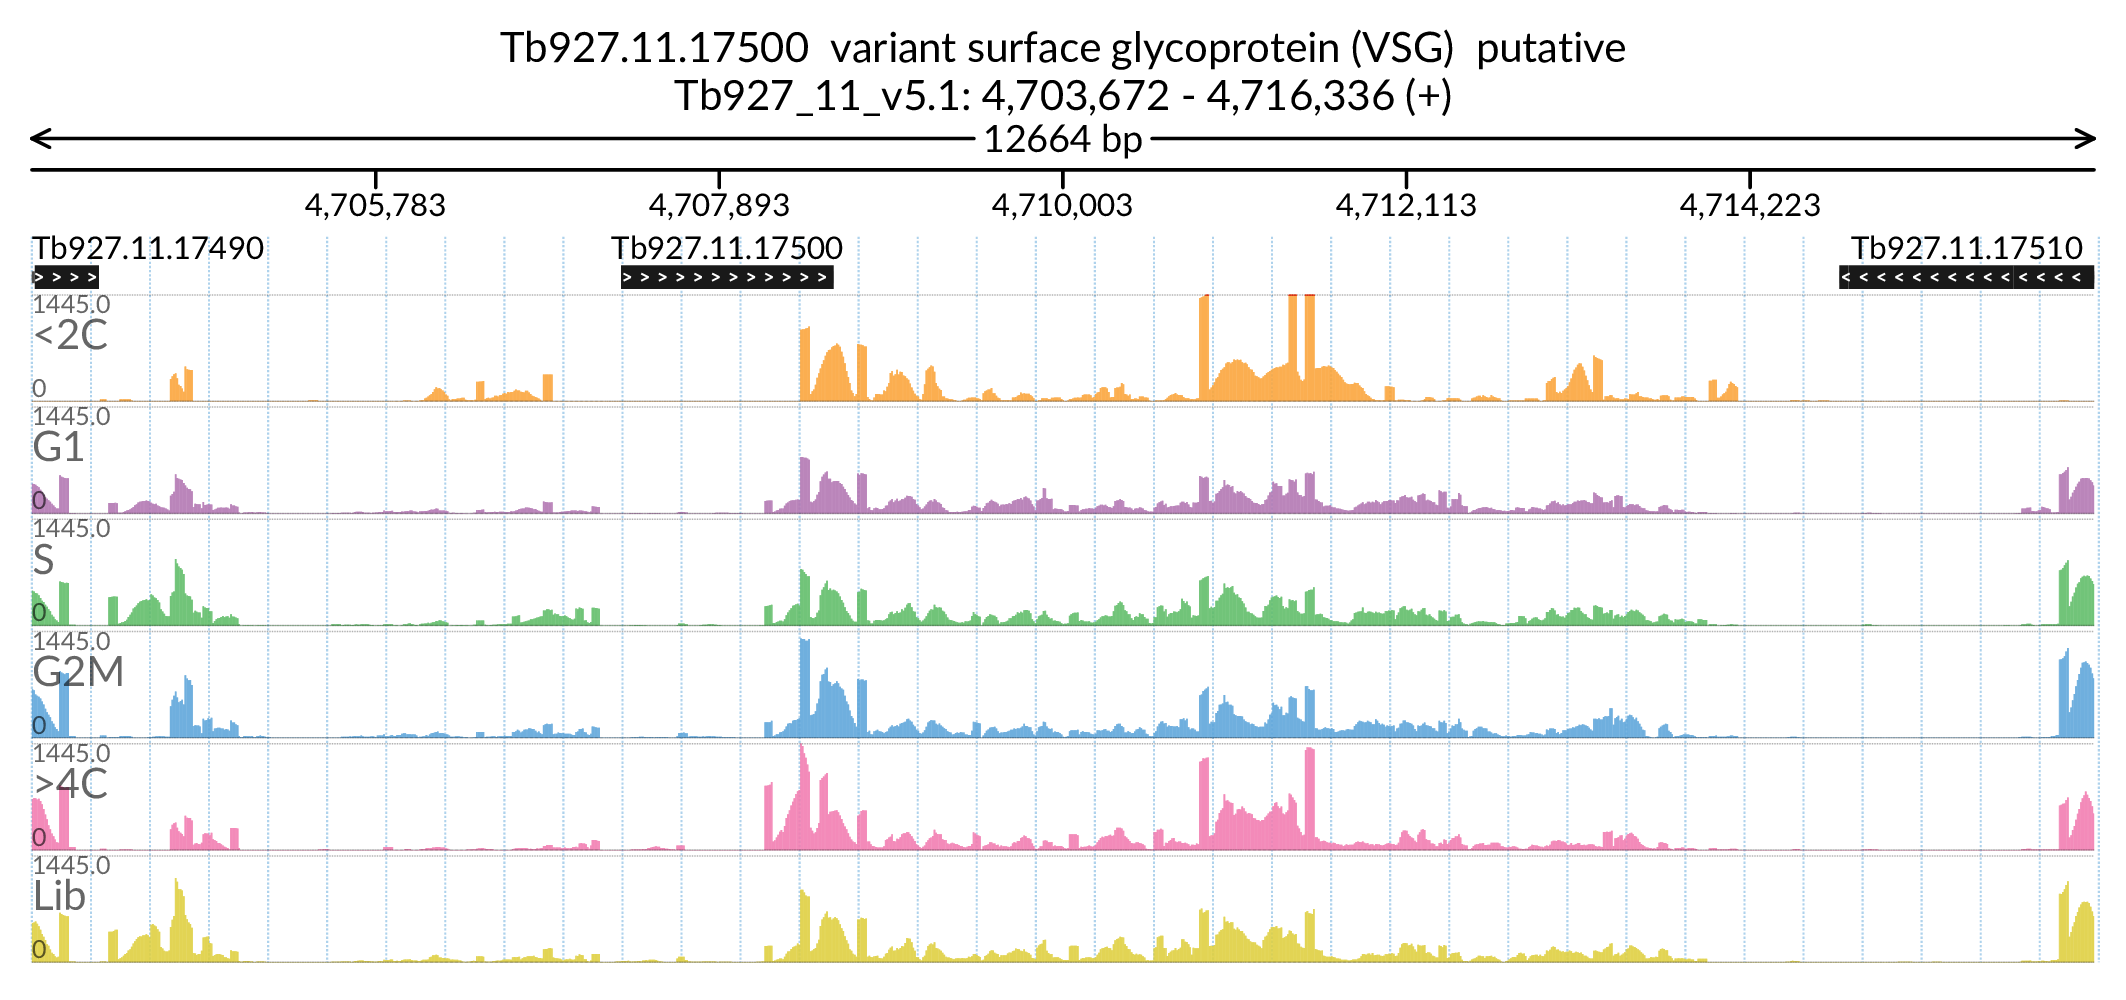 Tb927.11.17500 variant surface glycoprotein (VSG) putative
Tb927_11_v5.1: 4,703,672 - 4,716,336 (+)
12664 bp
4,705,783 4,707,893 4,710,003 4,712,113 4,714,223
Tb927.11.17490 Tb927.11.17500 Tb927.11.17510
1445.0
<2C
0
1445.0
G1
0
1445.0
S
0
1445.0
G2M
0
1445.0
>4C
0
1445.0
Lib
0